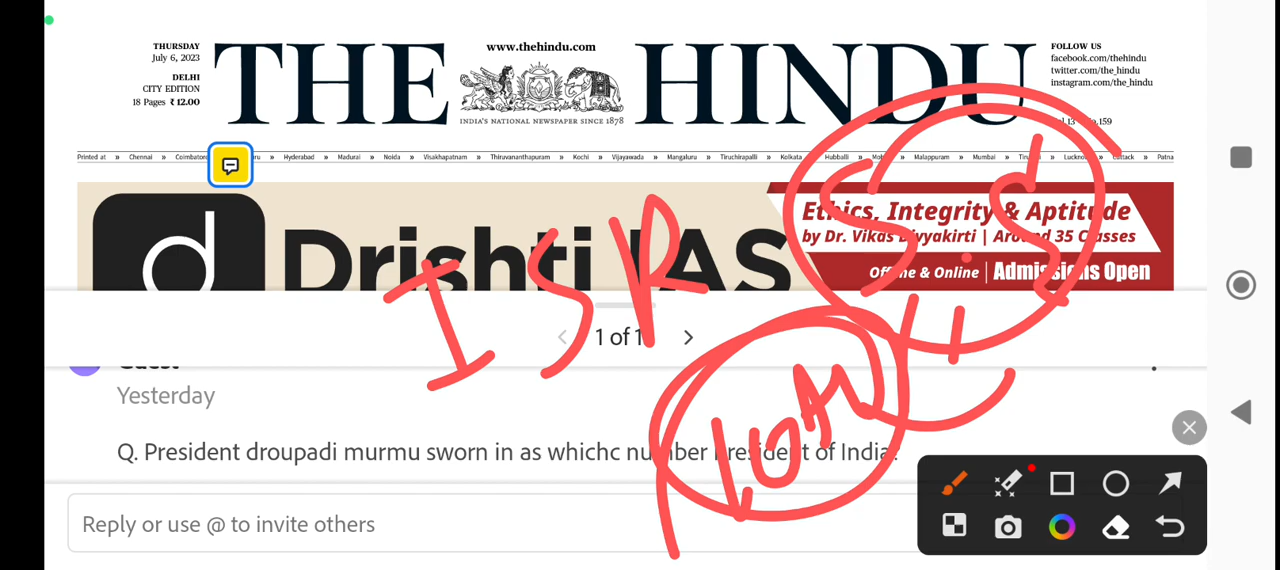 THURSDAY
July 6, 2023
DELHI
CITY EDITION
18 Pages ₹ 12.00
THE HINDU
www.thehindu.com
INDIA'S NATIONAL NEWSPAPER SINCE 1878
FOLLOW US
facebook.com/thehindu
twitter.com/the_hindu
instagram.com/the_hindu
Printed at » Chennai » Coimbatore » » Hyderabad » Madurai » Noida » Visakhapatnam » Thiruvananthapuram » Kochi » Vijayawada » Mangaluru » Tiruchirapalli » Kolkata » Hubballi » » Malappuram » Mumbai » » Lucknow » Cuttack » Patna
d Drishti IAS
Ethics, Integrity & Aptitude
by Dr. Vikas Divyakirti | Around 35 Classes
Offline & Online | Admissions Open
ISR
S.S
10AM
1 of 1
Guest
Yesterday
Q. President droupadi murmu sworn in as whichc number President of India.
Reply or use @ to invite others